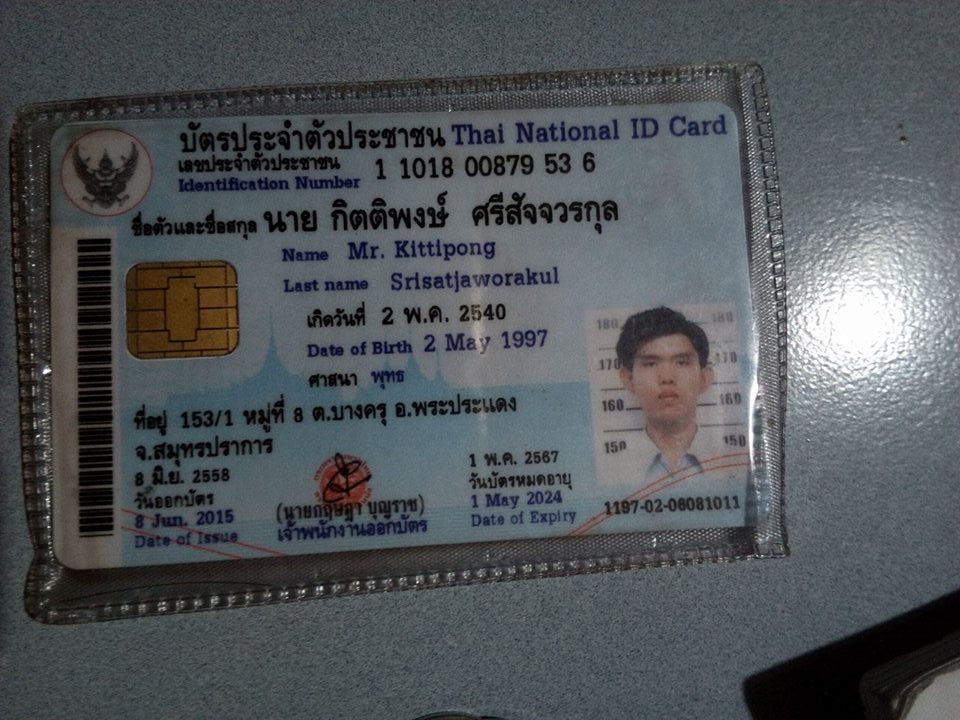 บัตรประจำตัวประชาชน Thai National ID Card
เลขประจำตัวประชาชน
Identification Number 1 1018 00879 53 6
ชื่อตัวและชื่อสกุล นาย กิตติพงษ์ ศรีสัจจวรกุล
Name Mr. Kittipong
Last name Srisatjaworakul
เกิดวันที่ 2 พ.ค. 2540
Date of Birth 2 May 1997
ศาสนา พุทธ
ที่อยู่ 153/1 หมู่ที่ 8 ต.บางครุ อ.พระประแดง
จ.สมุทรปราการ
8 มิ.ย. 2558
วันออกบัตร
8 Jun. 2015
Date of Issue
(นายกฤษฎา บุญราช)
เจ้าพนักงานออกบัตร
1 พ.ค. 2567
วันบัตรหมดอายุ
1 May 2024
Date of Expiry
180 180
170 170
160 160
150 150
1197-02-06081011